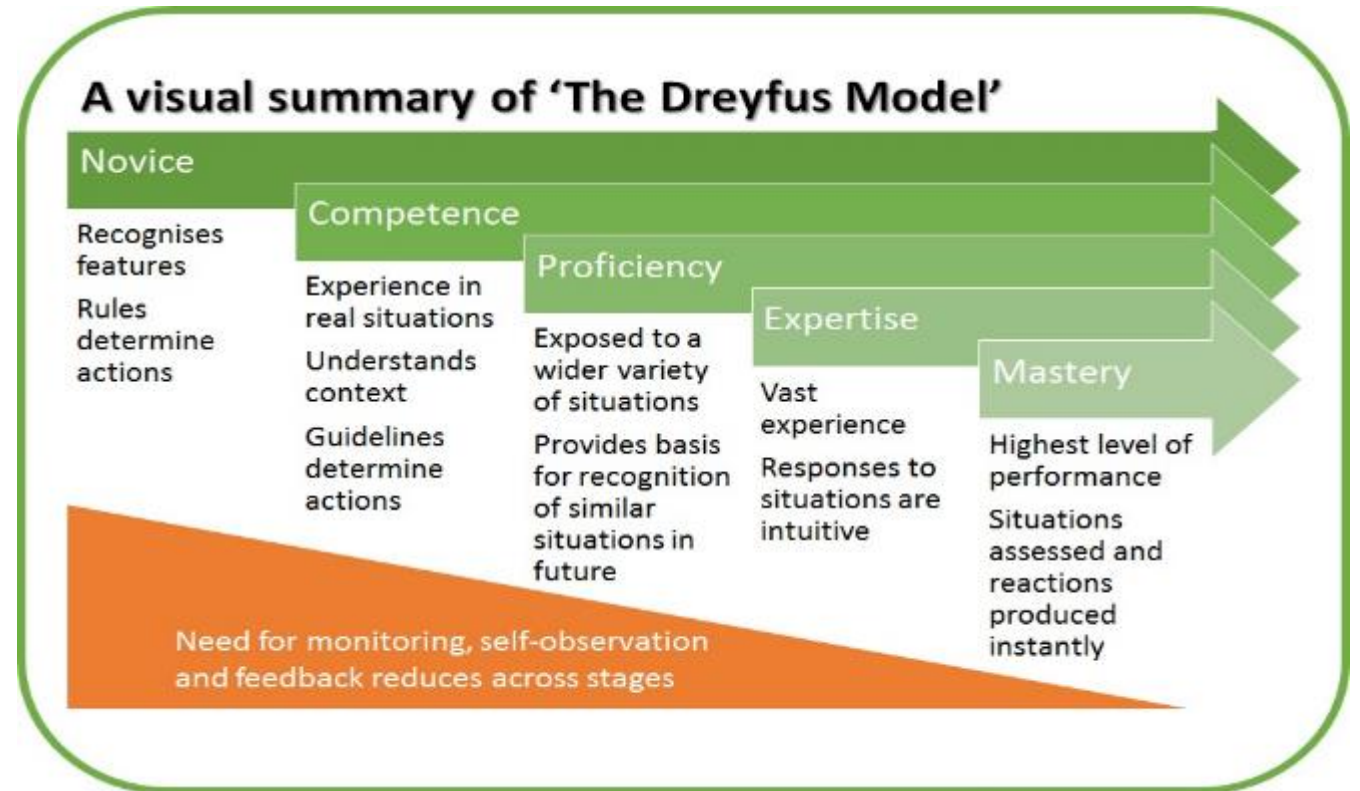 A visual summary of ‘The Dreyfus Model’
Novice
Recognises
features
Rules
determine
actions
Competence
Experience in
real situations
Understands
context
Guidelines
determine
actions
Proficiency
Exposed to a
wider variety
of situations
Provides basis
for recognition
of similar
situations in
future
Expertise
Vast
experience
Responses to
situations are
intuitive
Mastery
Highest level of
performance
Situations
assessed and
reactions
produced
instantly
Need for monitoring, self-observation
and feedback reduces across stages